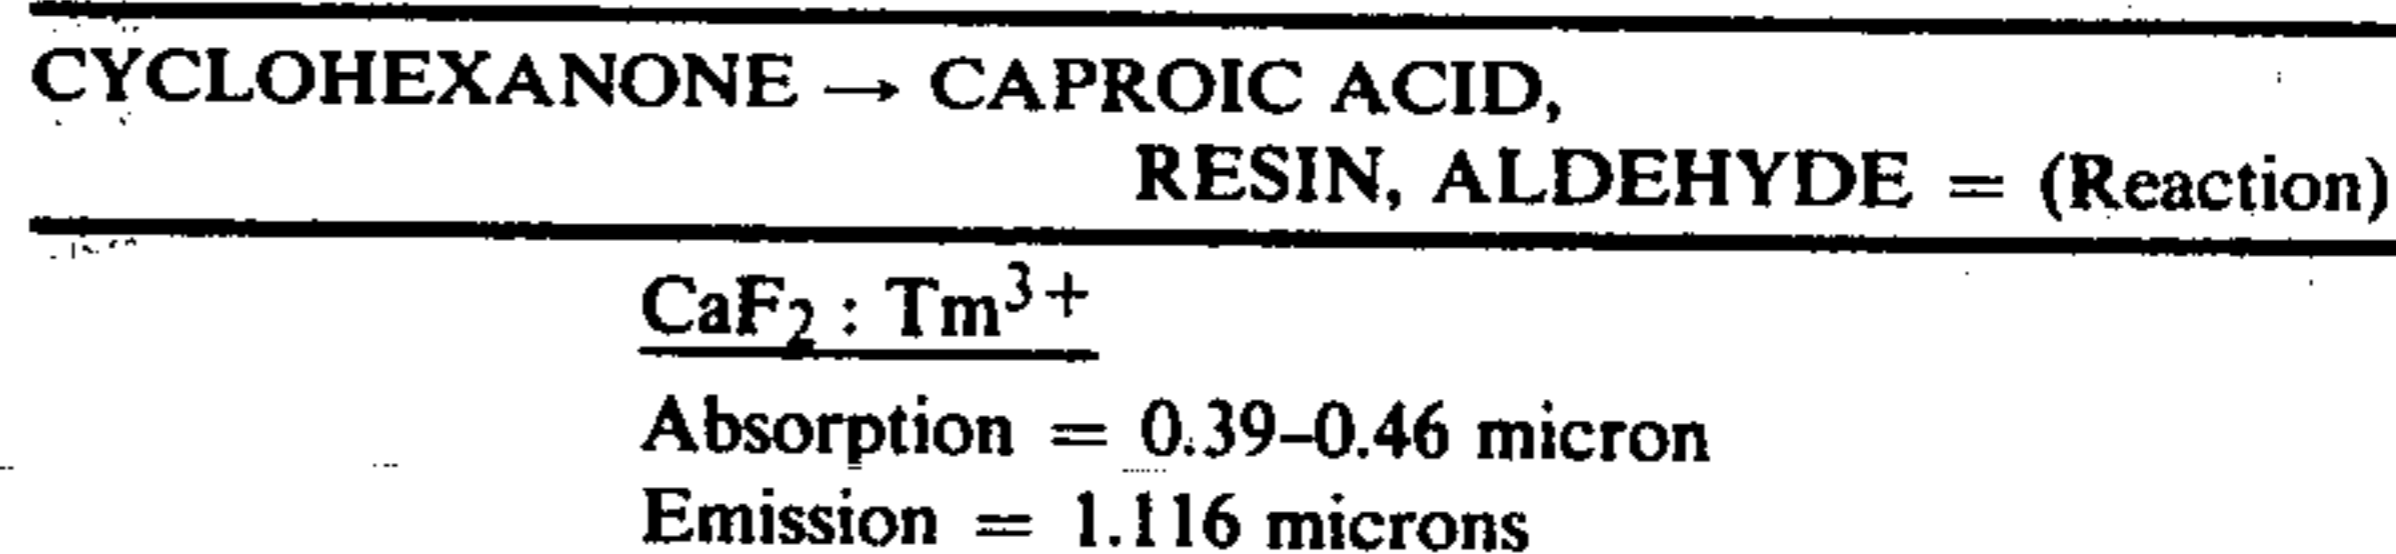 CYCLOHEXANONE → CAPROIC ACID,
RESIN, ALDEHYDE = (Reaction)
CaF₂ : Tm³⁺
Absorption = 0.39–0.46 micron
Emission = 1.116 microns